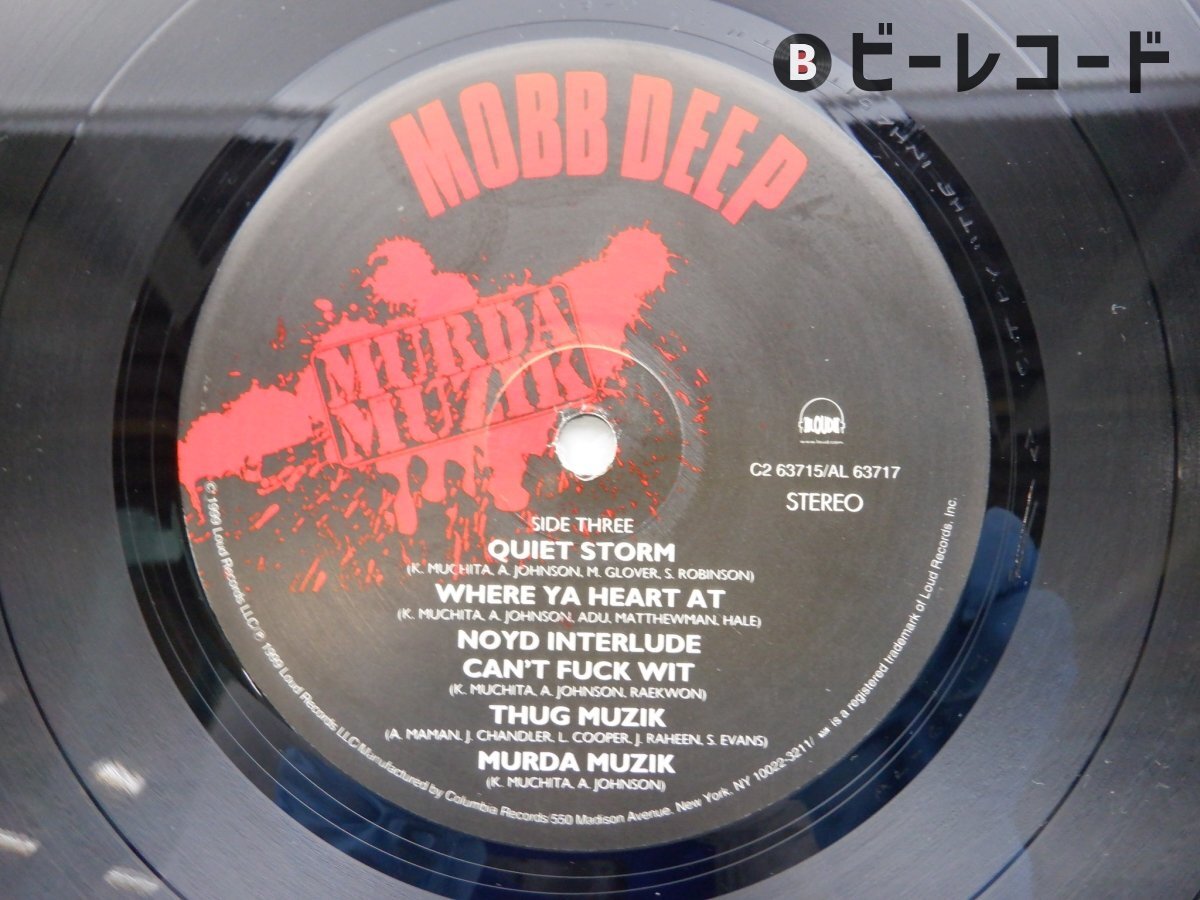 B ビーレコード
MOBB DEEP
MURDA
MUZIK
LOUD
www.loud.com
C2 63715/AL 63717
STEREO
SIDE THREE
QUIET STORM
(K. MUCHITA, A. JOHNSON, M. GLOVER, S. ROBINSON)
WHERE YA HEART AT
(K. MUCHITA, A. JOHNSON, ADU, MATTHEWMAN, HALE)
NOYD INTERLUDE
CAN'T FUCK WIT
(K. MUCHITA, A. JOHNSON, RAEKWON)
THUG MUZIK
(A. MAMAN, J. CHANDLER, L. COOPER, J. RAHEEN, S. EVANS)
MURDA MUZIK
(K. MUCHITA, A. JOHNSON)
© 1999 Loud Records LLC/℗ 1999 Loud Records LLC Manufactured by Columbia Records/550 Madison Avenue, New York, NY 10022-3211/ is a registered trademark of Loud Records, Inc.